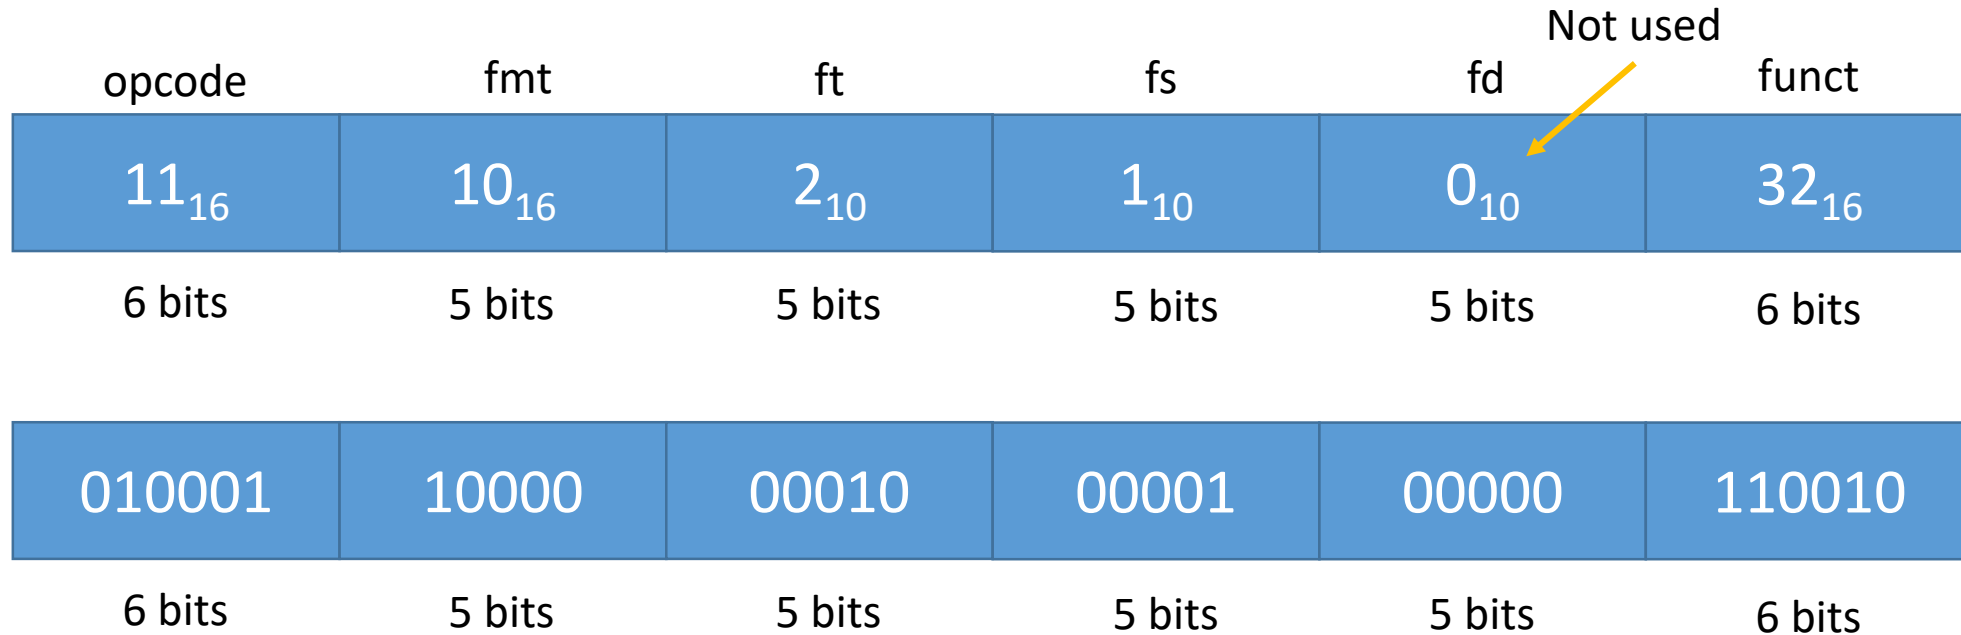 Not used
opcode fmt ft fs fd funct
11₁₆ 10₁₆ 2₁₀ 1₁₀ 0₁₀ 32₁₆
6 bits 5 bits 5 bits 5 bits 5 bits 6 bits
010001 10000 00010 00001 00000 110010
6 bits 5 bits 5 bits 5 bits 5 bits 6 bits